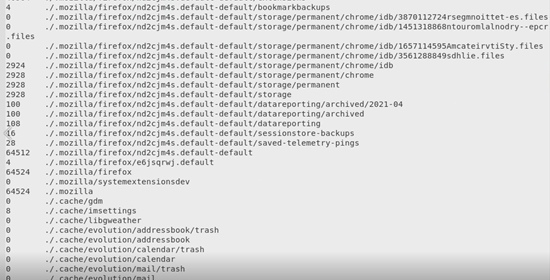 4 ./.mozilla/firefox/nd2cjm4s.default-default/bookmarkbackups
0 ./.mozilla/firefox/nd2cjm4s.default-default/storage/permanent/chrome/idb/3870112724rsegmnoittet-es.files
0 ./.mozilla/firefox/nd2cjm4s.default-default/storage/permanent/chrome/idb/1451318868ntouromlalnodry--epcr
.files
0 ./.mozilla/firefox/nd2cjm4s.default-default/storage/permanent/chrome/idb/1657114595AmcateirvtiSty.files
0 ./.mozilla/firefox/nd2cjm4s.default-default/storage/permanent/chrome/idb/3561288849sdhlie.files
2924 ./.mozilla/firefox/nd2cjm4s.default-default/storage/permanent/chrome/idb
2928 ./.mozilla/firefox/nd2cjm4s.default-default/storage/permanent/chrome
2928 ./.mozilla/firefox/nd2cjm4s.default-default/storage/permanent
2928 ./.mozilla/firefox/nd2cjm4s.default-default/storage
100 ./.mozilla/firefox/nd2cjm4s.default-default/datareporting/archived/2021-04
100 ./.mozilla/firefox/nd2cjm4s.default-default/datareporting/archived
108 ./.mozilla/firefox/nd2cjm4s.default-default/datareporting
16 ./.mozilla/firefox/nd2cjm4s.default-default/sessionstore-backups
28 ./.mozilla/firefox/nd2cjm4s.default-default/saved-telemetry-pings
64512 ./.mozilla/firefox/nd2cjm4s.default-default
4 ./.mozilla/firefox/e6jsqrwj.default
64524 ./.mozilla/firefox
0 ./.mozilla/systemextensionsdev
64524 ./.mozilla
0 ./.cache/gdm
8 ./.cache/imsettings
0 ./.cache/libgweather
0 ./.cache/evolution/addressbook/trash
0 ./.cache/evolution/addressbook
0 ./.cache/evolution/calendar/trash
0 ./.cache/evolution/calendar
0 ./.cache/evolution/mail/trash
0 ./.cache/evolution/mail